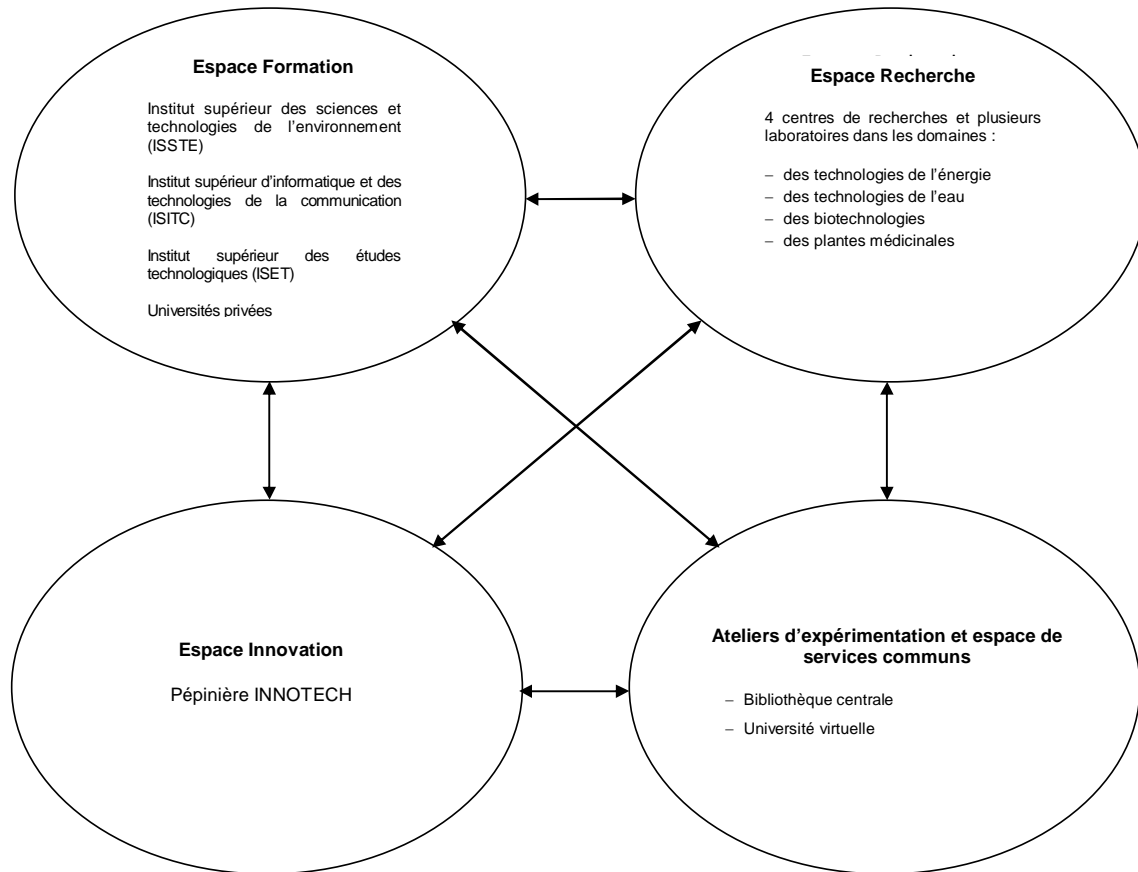 Espace Formation
Institut supérieur des sciences et
technologies de l'environnement
(ISSTE)
Institut supérieur d'informatique et des
technologies de la communication
(ISITC)
Institut supérieur des études
technologiques (ISET)
Universités privées
Espace Recherche
4 centres de recherches et plusieurs
laboratoires dans les domaines :
– des technologies de l'énergie
– des technologies de l'eau
– des biotechnologies
– des plantes médicinales
Espace Innovation
Pépinière INNOTECH
Ateliers d'expérimentation et espace de
services communs
– Bibliothèque centrale
– Université virtuelle